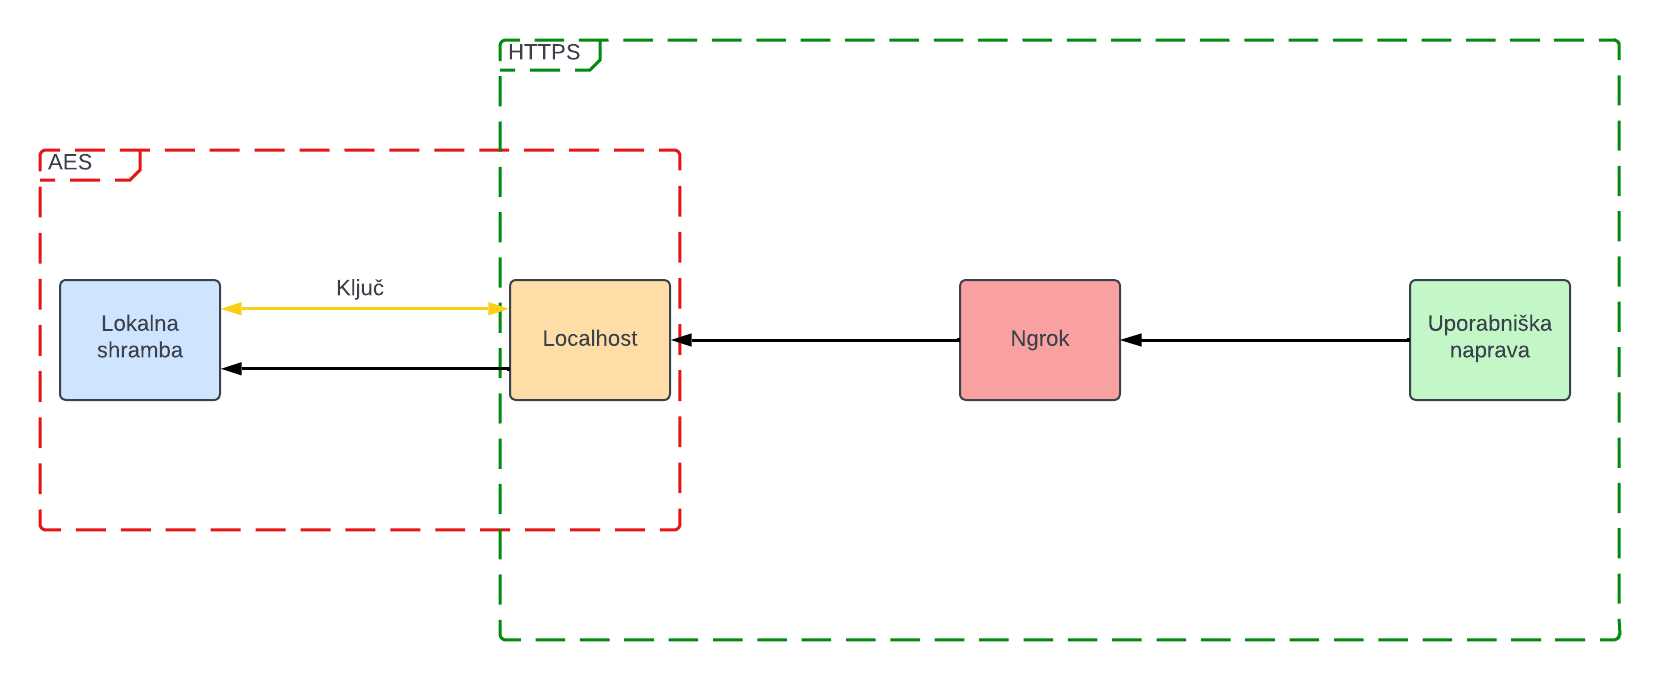 HTTPS
AES
Ključ
Lokalna
shramba
Localhost
Ngrok
Uporabniška
naprava